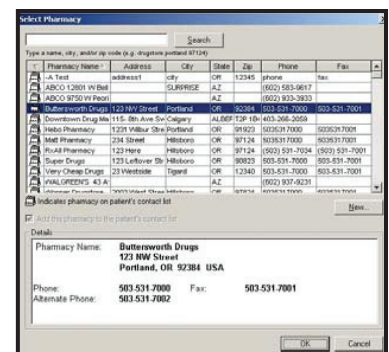 Select Pharmacy
Search
Type a name, city, and/or zip code (e.g. drugstore portland 97124)
Pharmacy Name Address City State Zip Phone Fax
-A Test address1 city OR 12345 phone fax
ABCO 12801 W Bell SURPRISE AZ (602) 583-9617
ABCO 9750 W Peori AZ (602) 933-3933
Buttersworth Drugs 123 NW Street Portland OR 92384 503-531-7000 503-531-7001
Downtown Drug Ma 115- 8th Ave Sw Calgary ALBER T2P 1B4 403-266-2059
Hebo Pharmacy 1231 Wilbur Stre Portland OR 91923 5035317000 5035317001
Matt Pharmacy 234 Street Hillsboro OR 97124 5035317000 5035317001
RxAll Pharmacy 123 Here Hillsboro OR 97124 (503) 531-7034 (503) 531-7001
Super Drugs 123 Leftover Str Hillsboro OR 90823 503-531-7000 503-531-7001
Very Cheap Drugs 23 Westside Tigard OR 12340 503-531-7000 503-531-7001
WALGREEN'S 43 A AZ (602) 937-9231
Indicates pharmacy on patient's contact list
New...
Add this pharmacy to the patient's contact list
Details
Pharmacy Name: Buttersworth Drugs
123 NW Street
Portland, OR 92384 USA
Phone: 503-531-7000 Fax: 503-531-7001
Alternate Phone: 503-531-7002
OK Cancel